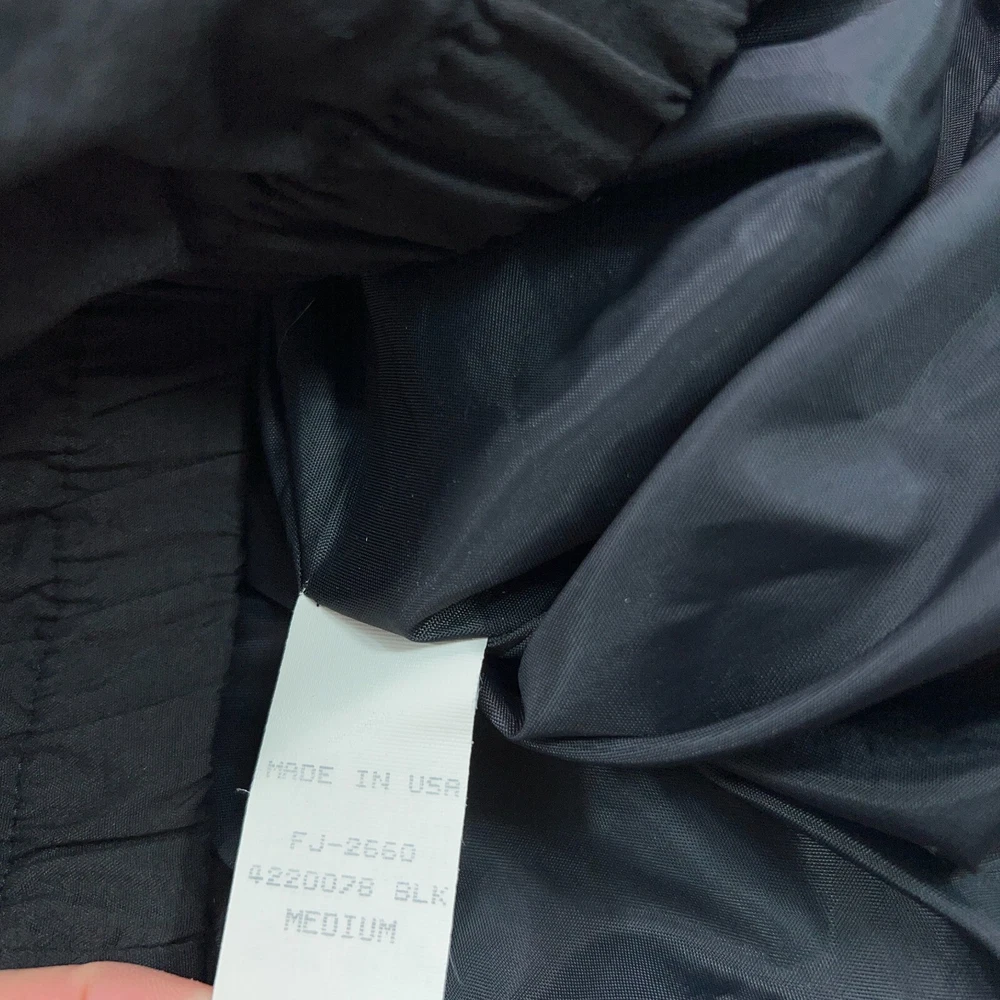 MADE IN USA
FJ-2660
4220078 BLK
MEDIUM